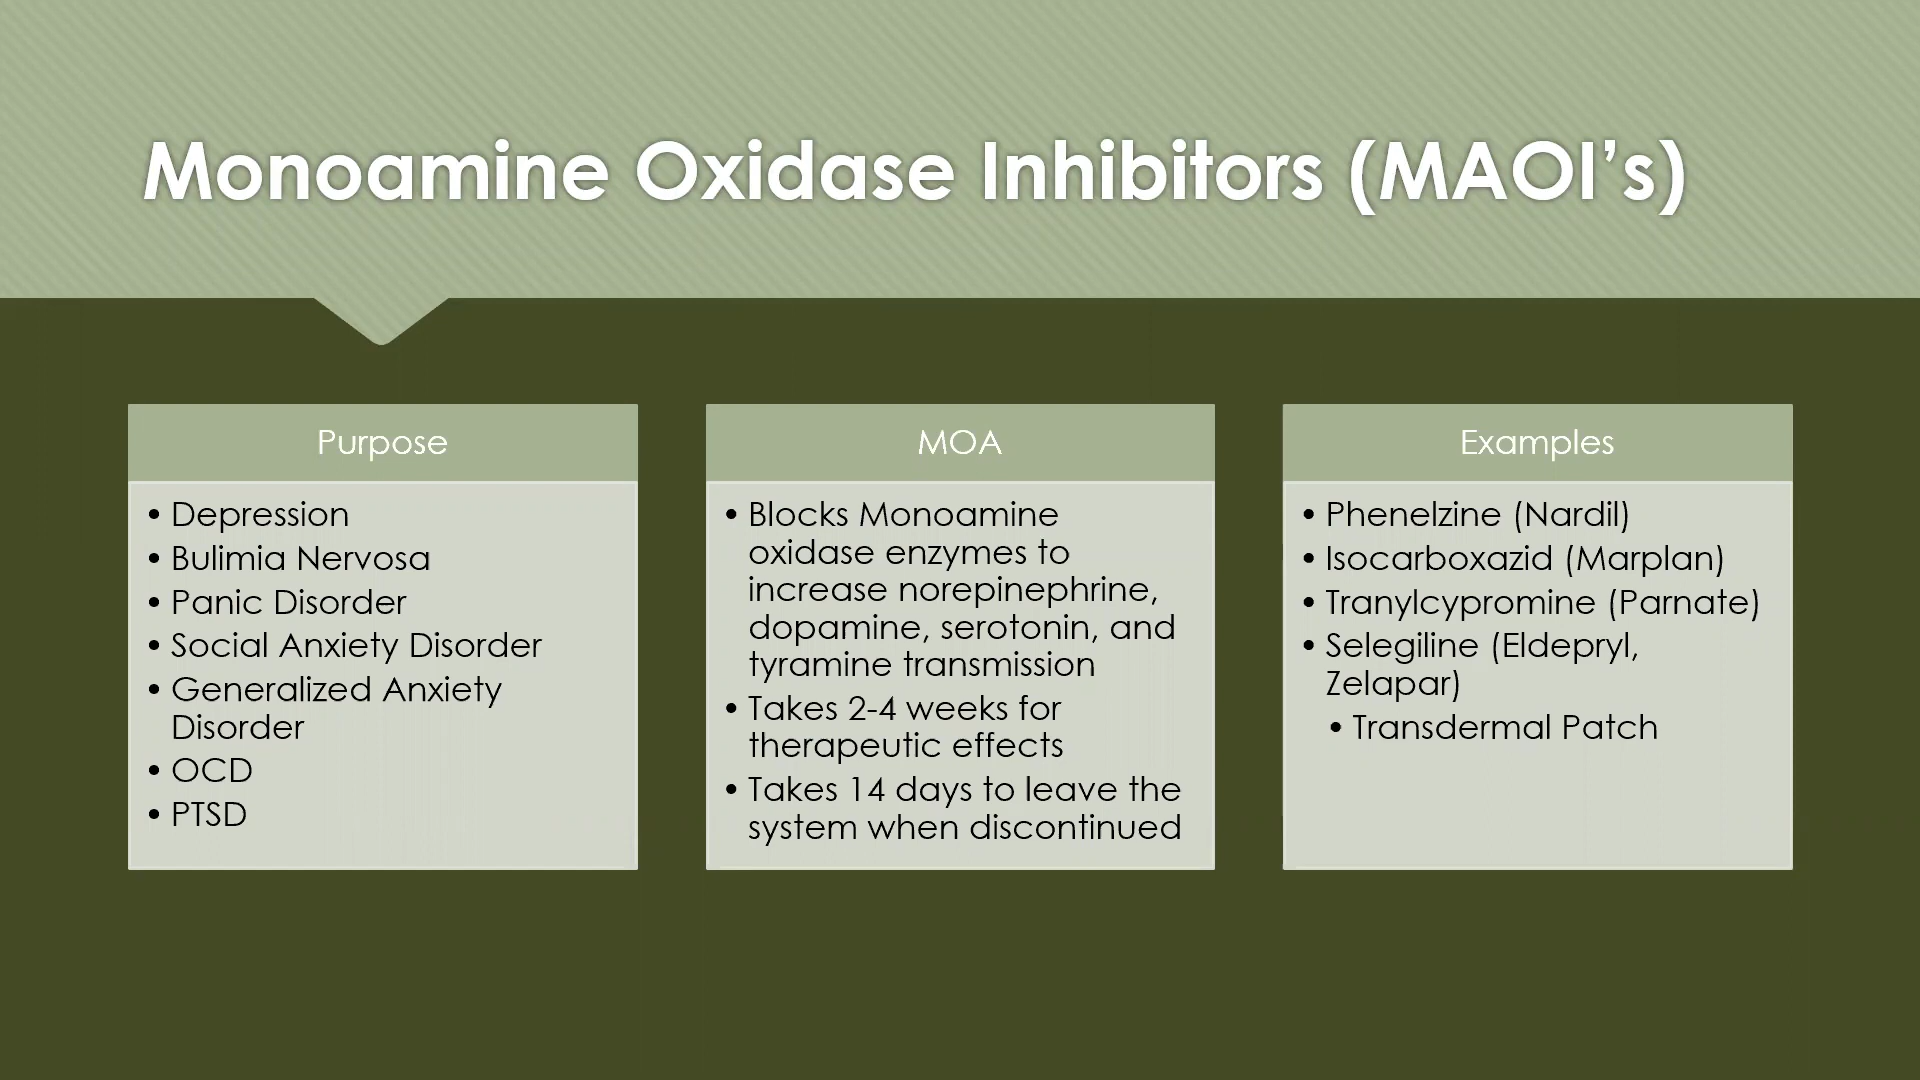 Monoamine Oxidase Inhibitors (MAOI’s)
Purpose
• Depression
• Bulimia Nervosa
• Panic Disorder
• Social Anxiety Disorder
• Generalized Anxiety
Disorder
• OCD
• PTSD
MOA
• Blocks Monoamine
oxidase enzymes to
increase norepinephrine,
dopamine, serotonin, and
tyramine transmission
• Takes 2-4 weeks for
therapeutic effects
• Takes 14 days to leave the
system when discontinued
Examples
• Phenelzine (Nardil)
• Isocarboxazid (Marplan)
• Tranylcypromine (Parnate)
• Selegiline (Eldepryl,
Zelapar)
• Transdermal Patch